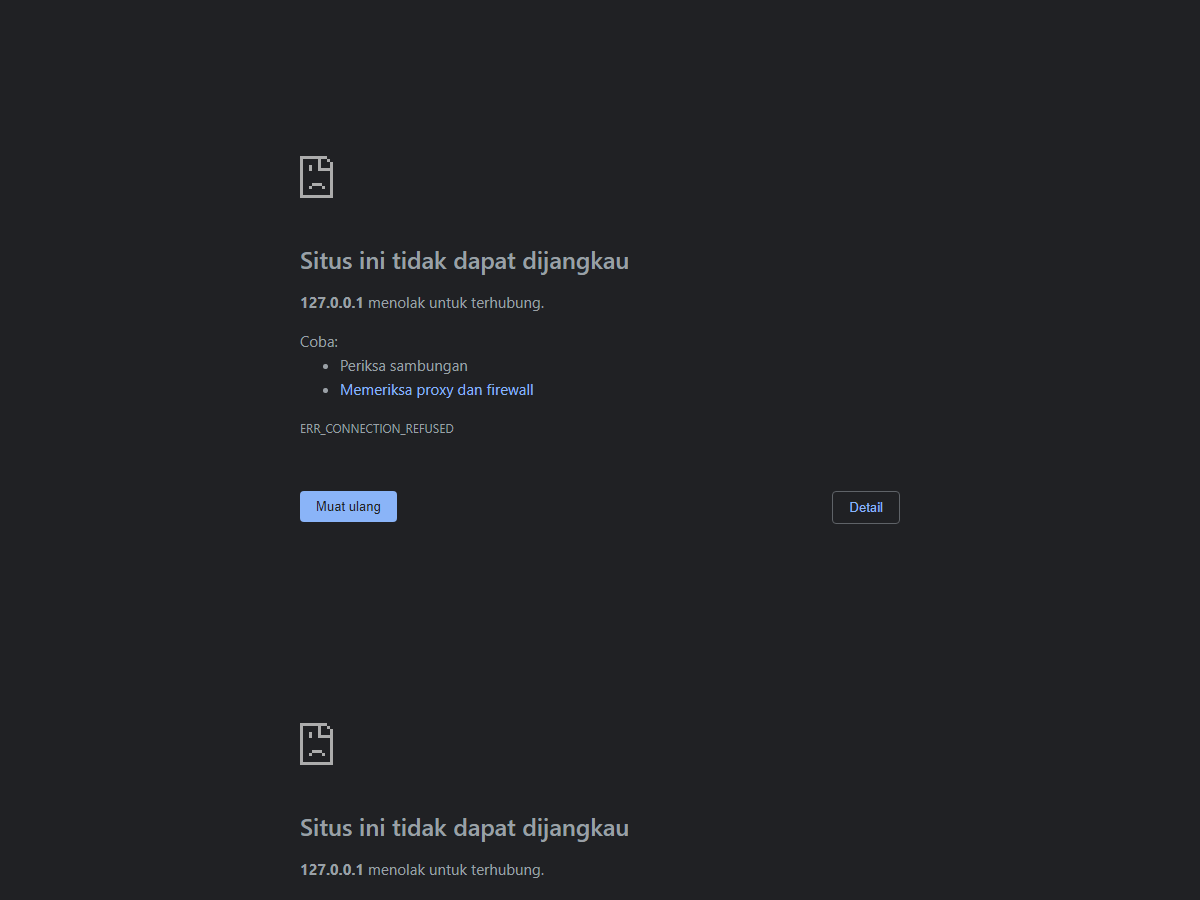 Situs ini tidak dapat dijangkau
127.0.0.1 menolak untuk terhubung.
Coba:
Periksa sambungan
Memeriksa proxy dan firewall
ERR_CONNECTION_REFUSED
Muat ulang
Detail
Situs ini tidak dapat dijangkau
127.0.0.1 menolak untuk terhubung.